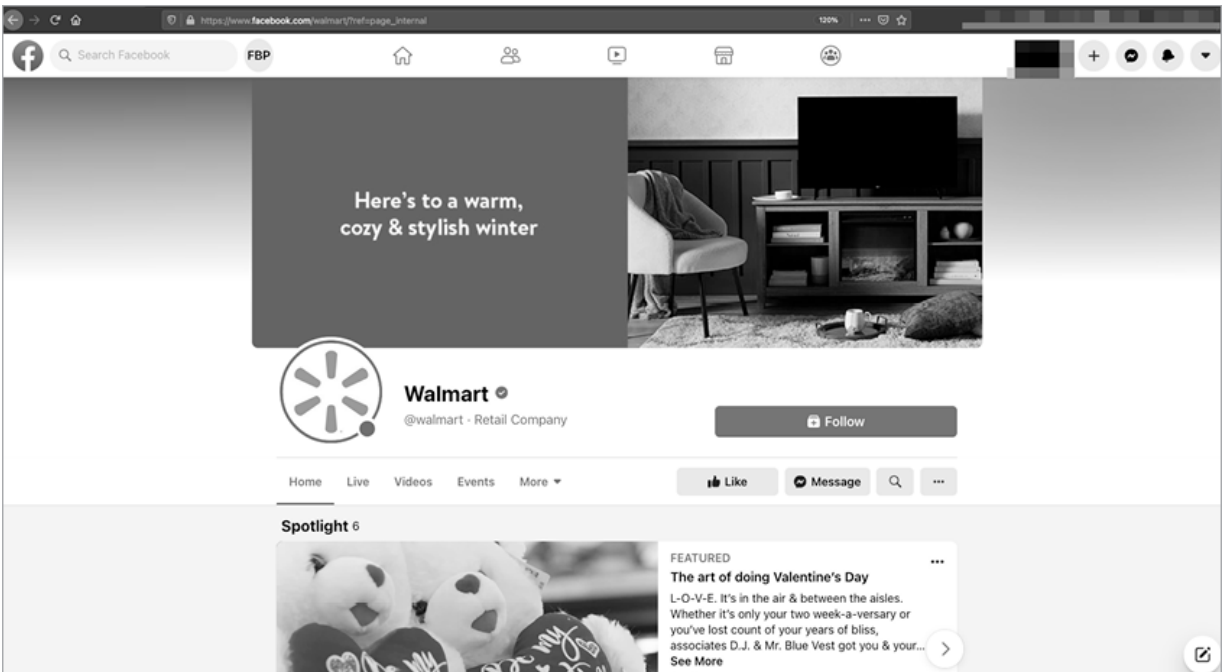 https://www.facebook.com/walmart/?ref=page_internal
120%
Search Facebook
FBP
Here's to a warm,
cozy & stylish winter
Walmart
@walmart · Retail Company
Follow
Home Live Videos Events More
Like Message
Spotlight 6
FEATURED
The art of doing Valentine's Day
L-O-V-E. It's in the air & between the aisles.
Whether it's only your two week-a-versary or
you've lost count of your years of bliss,
associates D.J. & Mr. Blue Vest got you & your...
See More